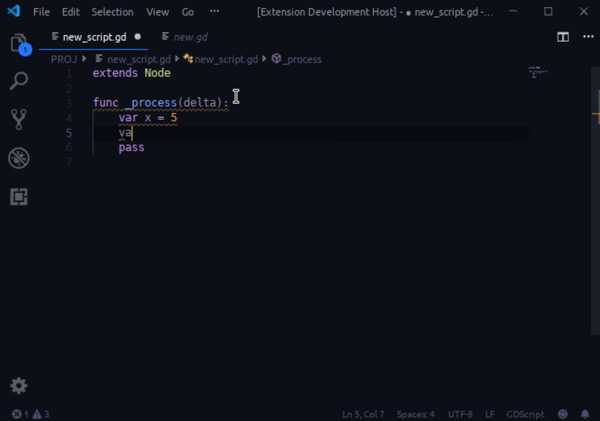 File Edit Selection View Go ··· [Extension Development Host] - ● new_script.gd -...
1
new_script.gd ● new.gd ···
PROJ new_script.gd new_script.gd _process
1 extends Node
2
3 func _process(delta):
4 var x = 5
5 va
6 pass
7
1 3 Ln 5, Col 7 Spaces: 4 UTF-8 LF GDScript